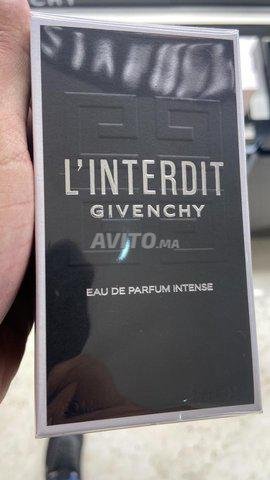 L'INTERDIT
GIVENCHY
AVITO.MA
EAU DE PARFUM INTENSE